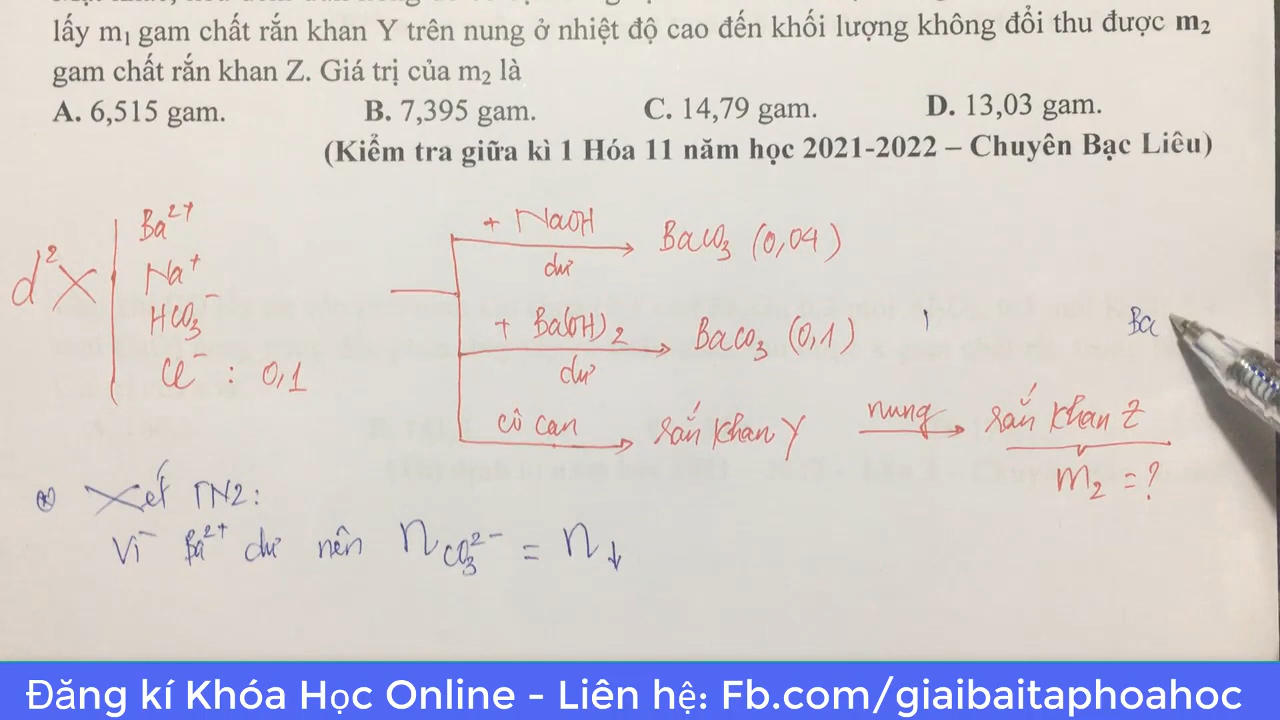 lấy m₁ gam chất rắn khan Y trên nung ở nhiệt độ cao đến khối lượng không đổi thu được m₂
gam chất rắn khan Z. Giá trị của m₂ là
A. 6,515 gam. B. 7,395 gam. C. 14,79 gam. D. 13,03 gam.
(Kiểm tra giữa kì 1 Hóa 11 năm học 2021-2022 – Chuyên Bạc Liêu)
d² X
Ba²⁺
Na⁺
HCO₃⁻
Cl⁻ : 0,1
+ NaOH dư → BaCO₃ (0,04)
+ Ba(OH)₂ dư → BaCO₃ (0,1)
Ba
cô cạn → rắn khan Y nung → rắn khan Z
m₂ = ?
Xét TN2:
Vì Ba²⁺ dư nên n CO₃²⁻ = n↓
Đăng kí Khóa Học Online - Liên hệ: Fb.com/giaibaitaphoahoc